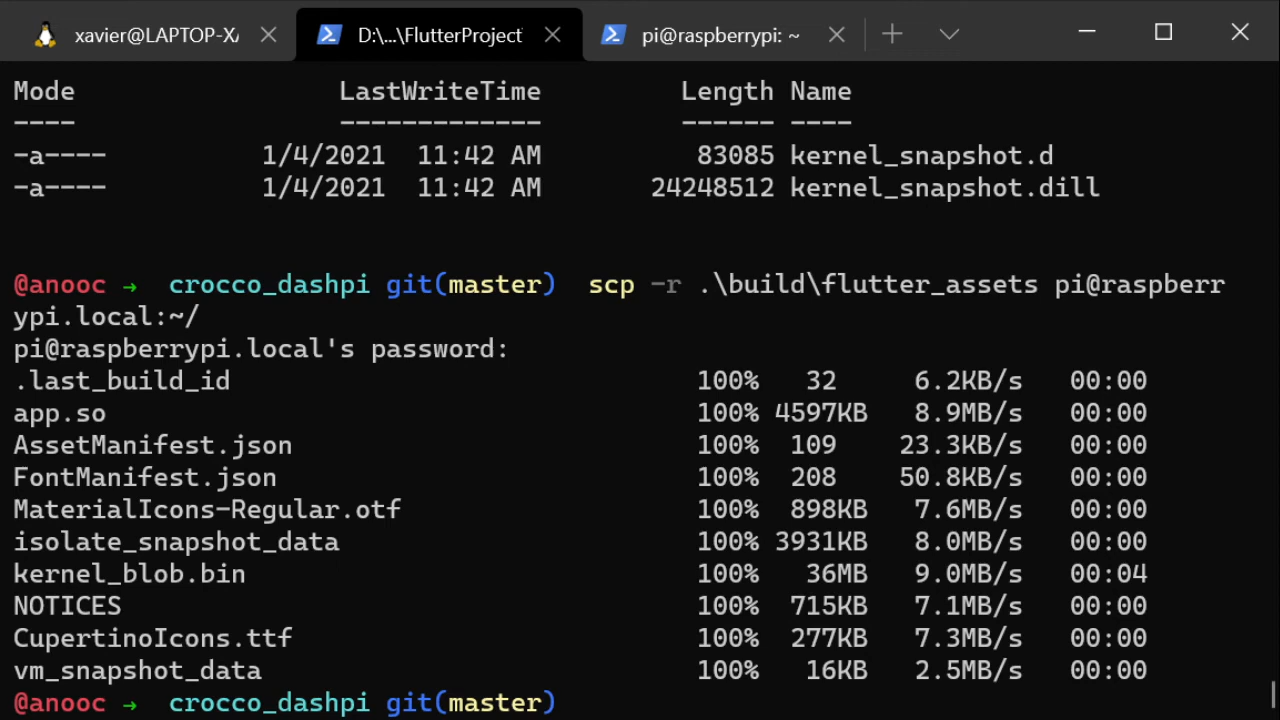 xavier@LAPTOP-XA
D:\...\FlutterProject
pi@raspberrypi: ~
Mode LastWriteTime Length Name
---- ------------- ------ ----
-a---- 1/4/2021 11:42 AM 83085 kernel_snapshot.d
-a---- 1/4/2021 11:42 AM 24248512 kernel_snapshot.dill
@anooc → crocco_dashpi git(master) scp -r .\build\flutter_assets pi@raspberr
ypi.local:~/
pi@raspberrypi.local's password:
.last_build_id 100% 32 6.2KB/s 00:00
app.so 100% 4597KB 8.9MB/s 00:00
AssetManifest.json 100% 109 23.3KB/s 00:00
FontManifest.json 100% 208 50.8KB/s 00:00
MaterialIcons-Regular.otf 100% 898KB 7.6MB/s 00:00
isolate_snapshot_data 100% 3931KB 8.0MB/s 00:00
kernel_blob.bin 100% 36MB 9.0MB/s 00:04
NOTICES 100% 715KB 7.1MB/s 00:00
CupertinoIcons.ttf 100% 277KB 7.3MB/s 00:00
vm_snapshot_data 100% 16KB 2.5MB/s 00:00
@anooc → crocco_dashpi git(master)